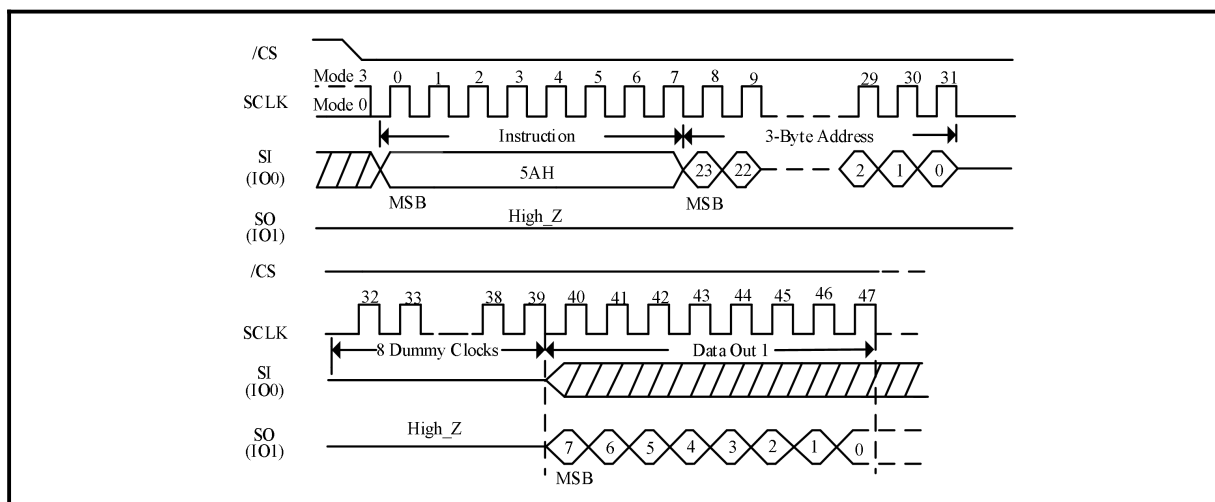 /CS
Mode 3 0 1 2 3 4 5 6 7 8 9 29 30 31
SCLK Mode 0
Instruction 3-Byte Address
SI
(IO0)
5AH 23 22 2 1 0
MSB MSB
SO
(IO1)
High_Z
/CS
32 33 38 39 40 41 42 43 44 45 46 47
SCLK
8 Dummy Clocks Data Out 1
SI
(IO0)
SO
(IO1)
High_Z 7 6 5 4 3 2 1 0
MSB